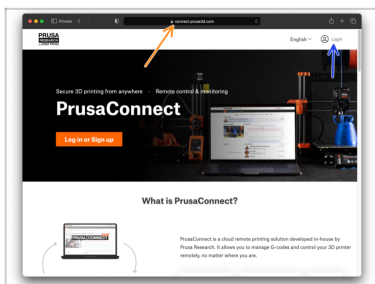 Private
connect.prusa3d.com
PRUSA
RESEARCH
English
Login
Secure 3D printing from anywhere · Remote control & monitoring
PrusaConnect
Log in or Sign up
What is PrusaConnect?
PrusaConnect is a cloud remote printing solution developed in-house by
Prusa Research. It allows you to manage G-codes and control your 3D printer
remotely, no matter where you are.